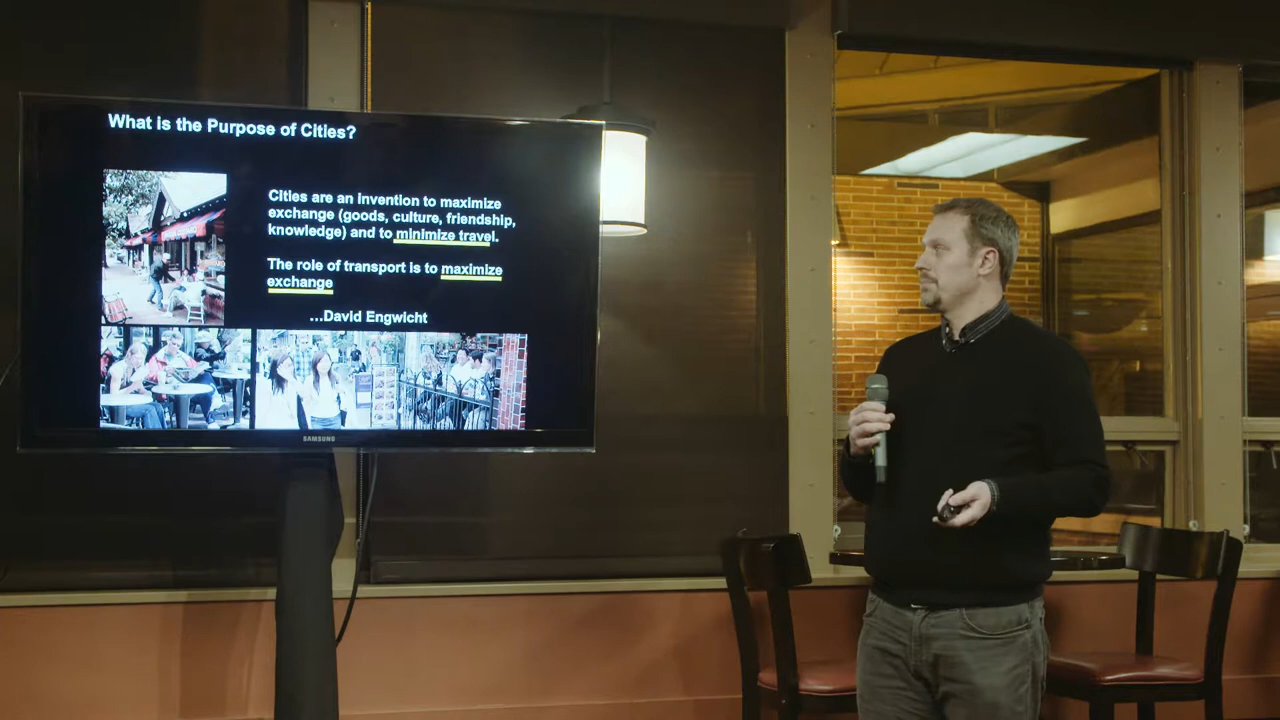 What is the Purpose of Cities?
Cities are an invention to maximize
exchange (goods, culture, friendship,
knowledge) and to minimize travel.
The role of transport is to maximize
exchange
...David Engwicht
SAMSUNG